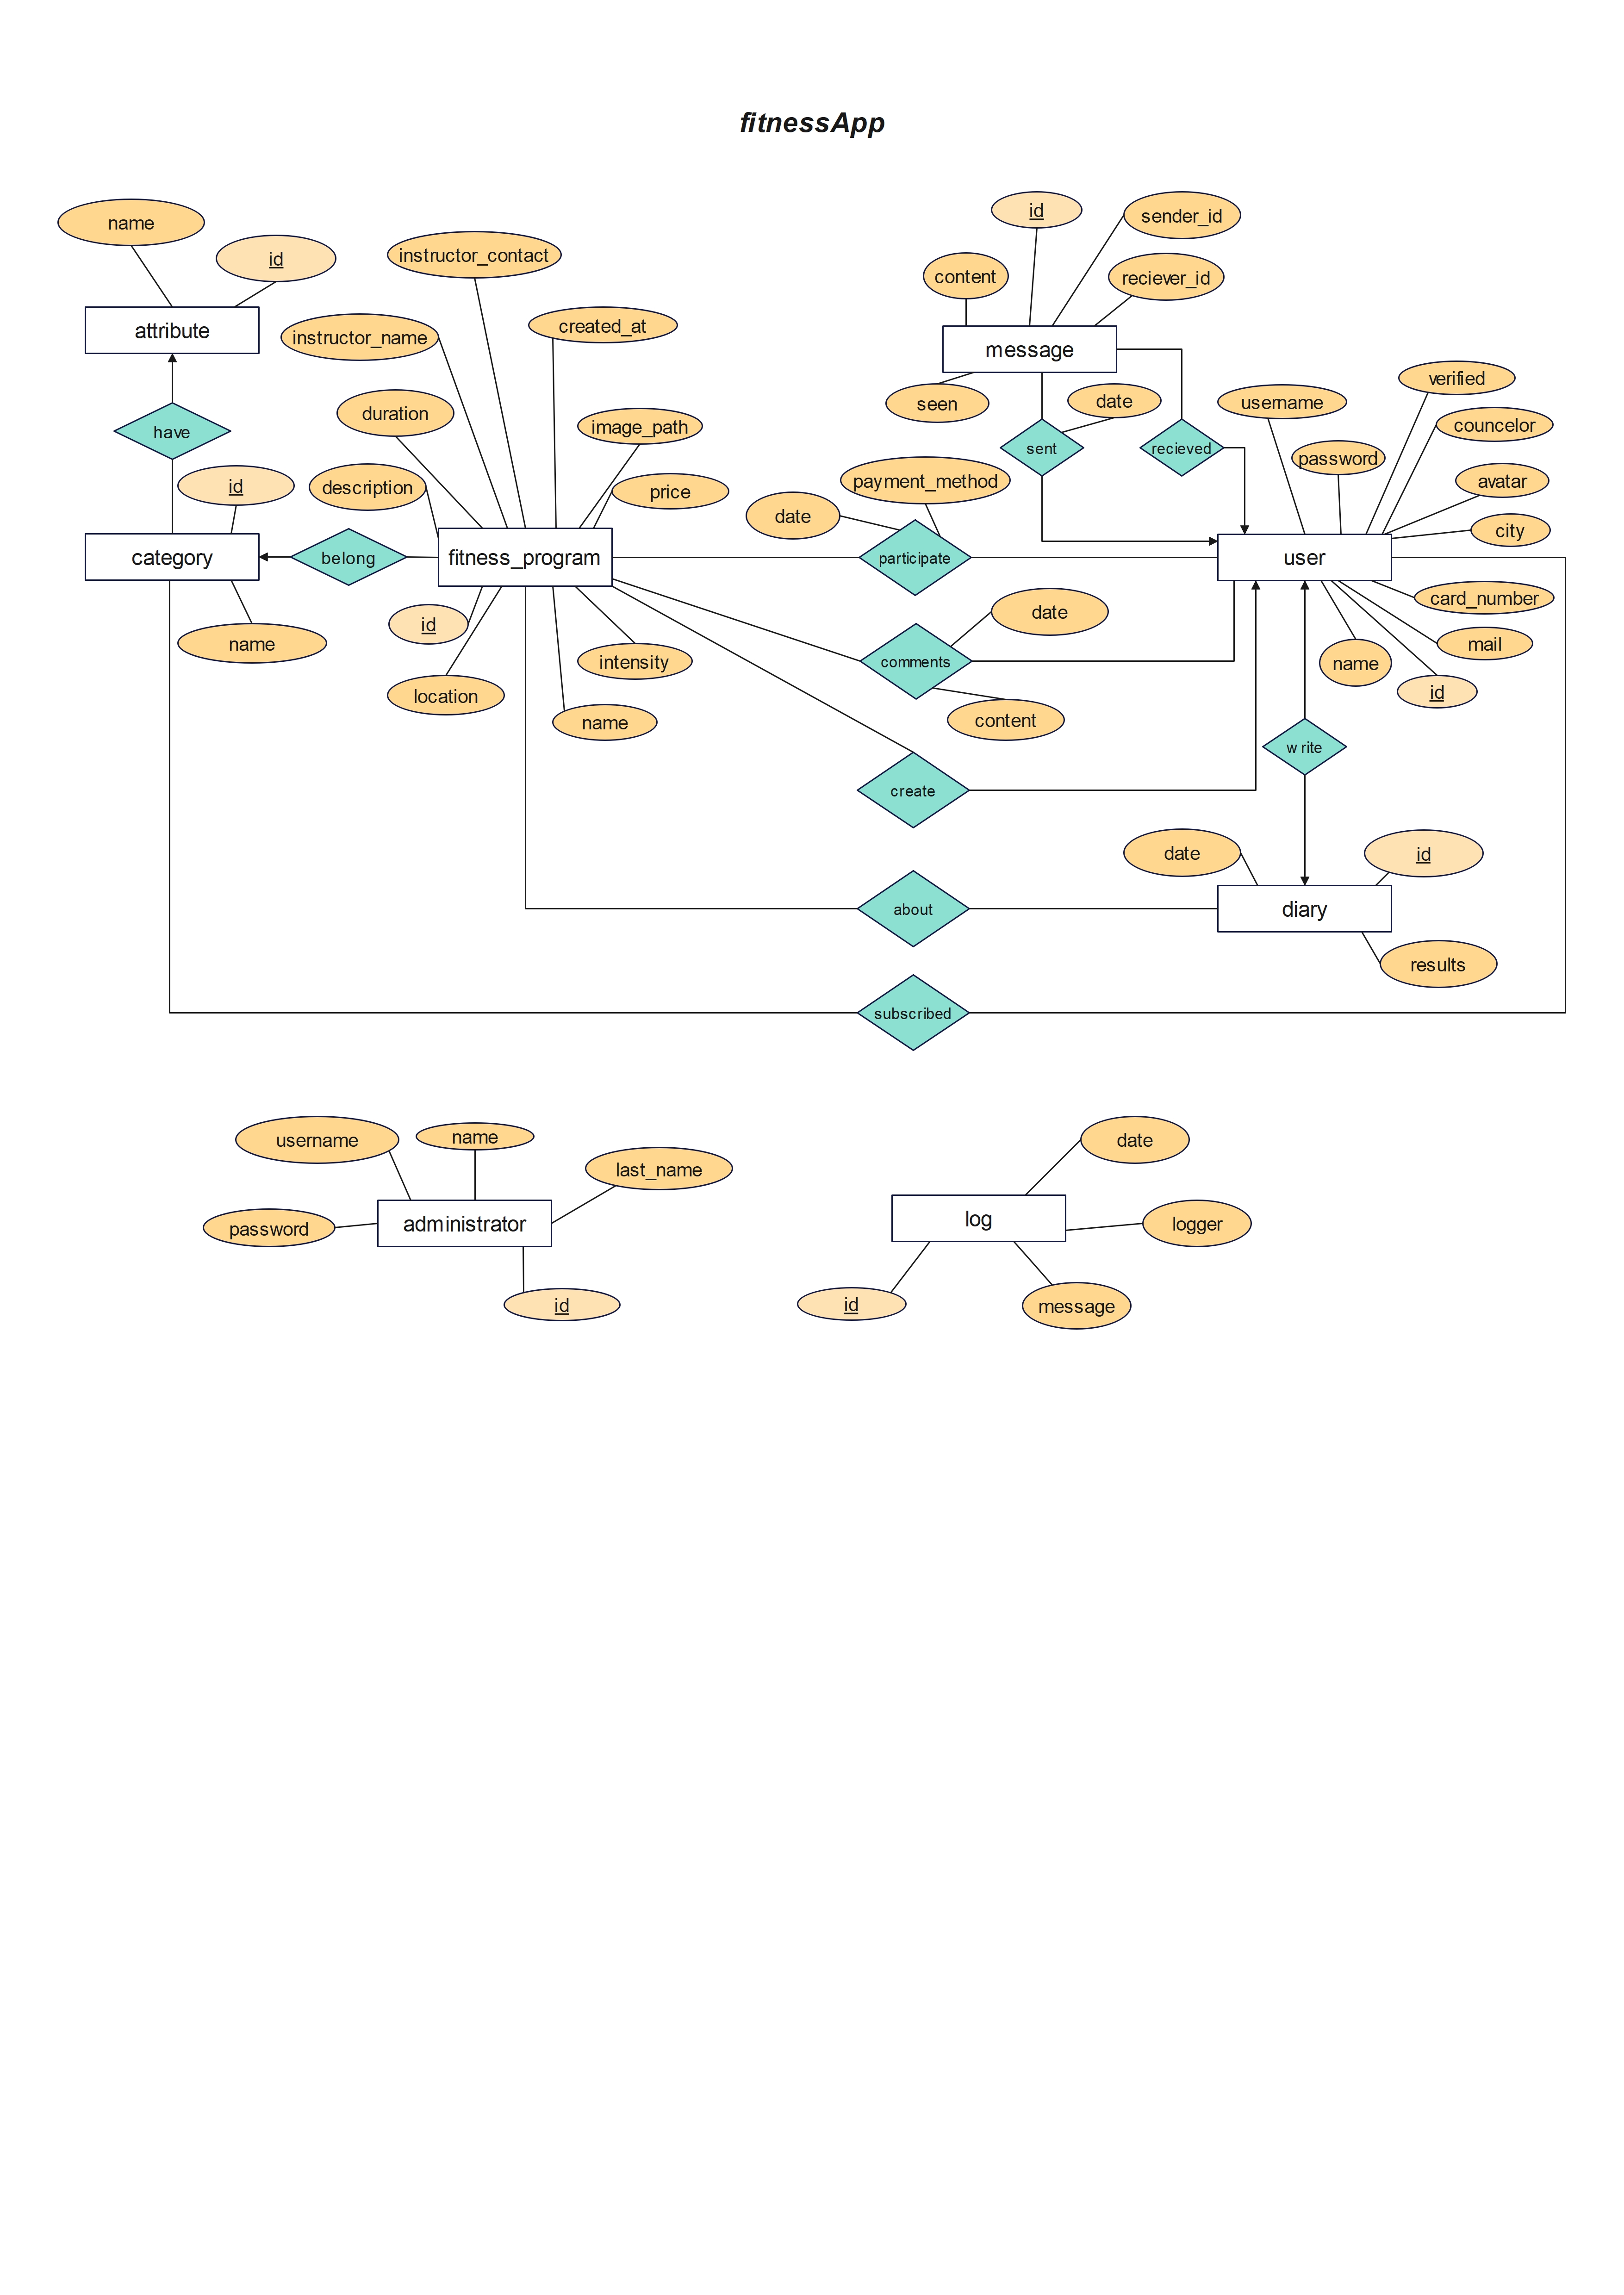 fitnessApp
name
id
attribute
have
id
category
name
belong
instructor_contact
instructor_name
created_at
duration
image_path
description
price
fitness_program
id
location
intensity
name
id
sender_id
content
reciever_id
message
seen
date
sent
recieved
payment_method
date
participate
username
verified
councelor
password
avatar
city
user
card_number
mail
name
id
date
comments
content
create
w rite
date
id
about
diary
results
subscribed
username
name
last_name
password
administrator
id
date
log
logger
id
message